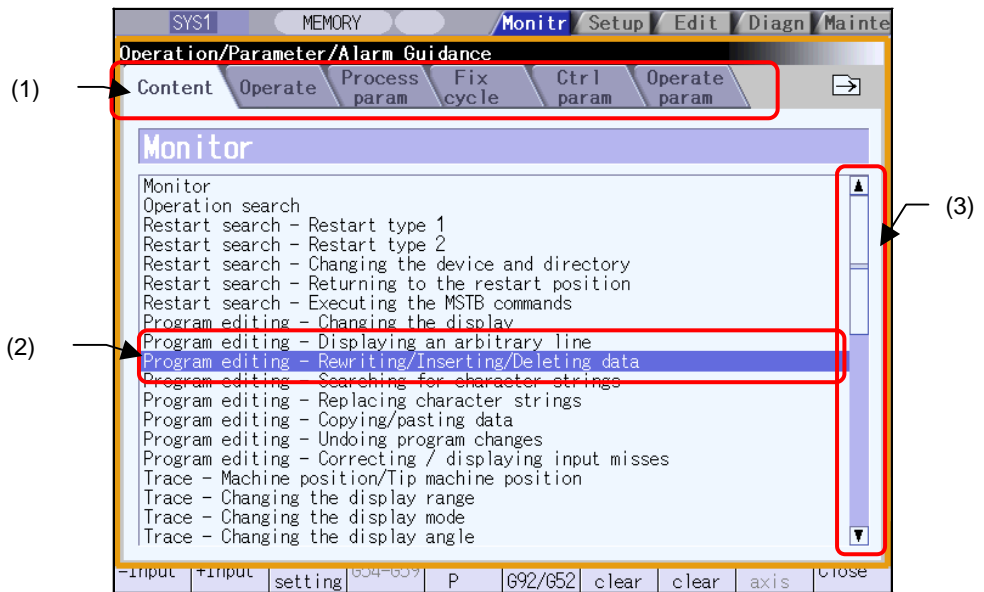 SYS1 MEMORY Monitr Setup Edit Diagn Mainte
Operation/Parameter/Alarm Guidance
(1)
Content Operate Process param Fix cycle Ctrl param Operate param
Monitor
Monitor
Operation search
Restart search - Restart type 1
Restart search - Restart type 2
(3)
Restart search - Changing the device and directory
Restart search - Returning to the restart position
Restart search - Executing the MSTB commands
Program editing - Changing the display
Program editing - Displaying an arbitrary line
(2)
Program editing - Rewriting/Inserting/Deleting data
Program editing - Searching for character strings
Program editing - Replacing character strings
Program editing - Copying/pasting data
Program editing - Undoing program changes
Program editing - Correcting / displaying input misses
Trace - Machine position/Tip machine position
Trace - Changing the display range
Trace - Changing the display mode
Trace - Changing the display angle
-Input +Input setting G54-G59 P G92/G52 clear clear axis Close